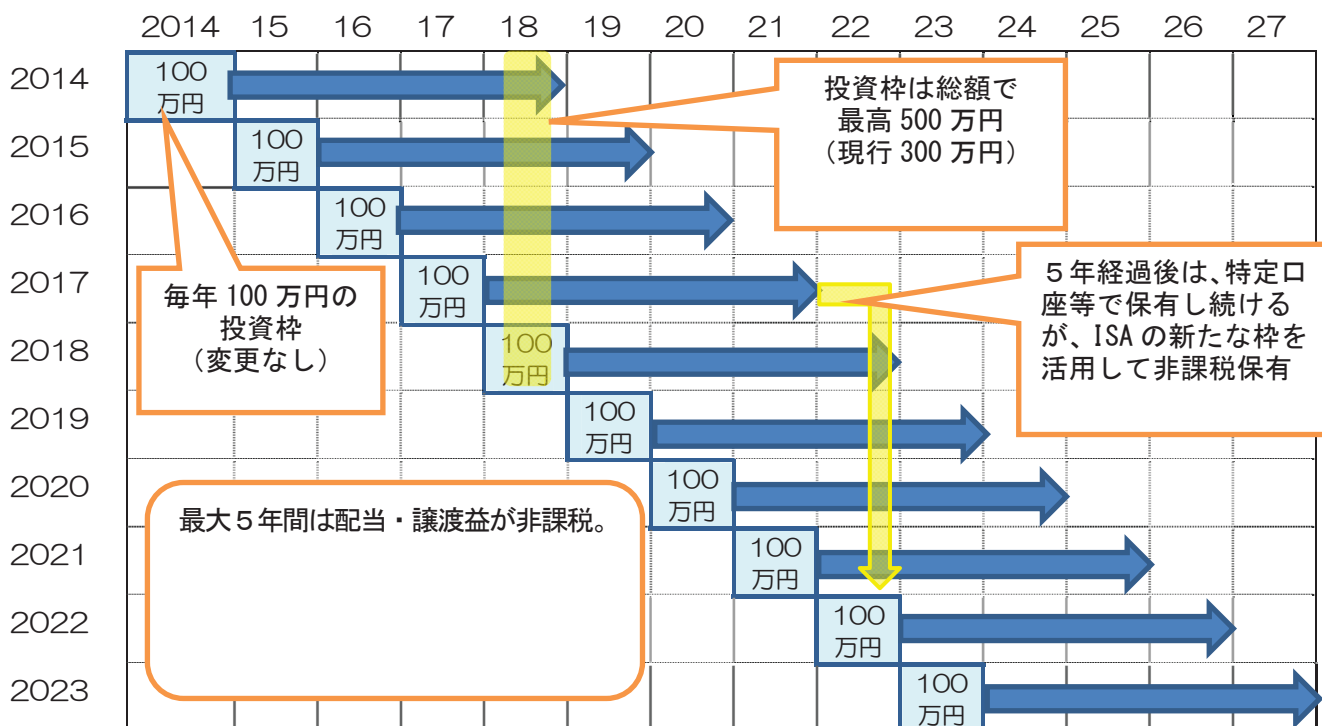 2014 15 16 17 18 19 20 21 22 23 24 25 26 27
2014
100
万円
2015
100
万円
2016
100
万円
2017
100
万円
2018
100
万円
2019
100
万円
2020
100
万円
2021
100
万円
2022
100
万円
2023
100
万円
投資枠は総額で
最高 500 万円
(現行 300 万円)
毎年 100 万円の
投資枠
(変更なし)
5年経過後は、特定口
座等で保有し続ける
が、ISA の新たな枠を
活用して非課税保有
最大5年間は配当・譲渡益が非課税。